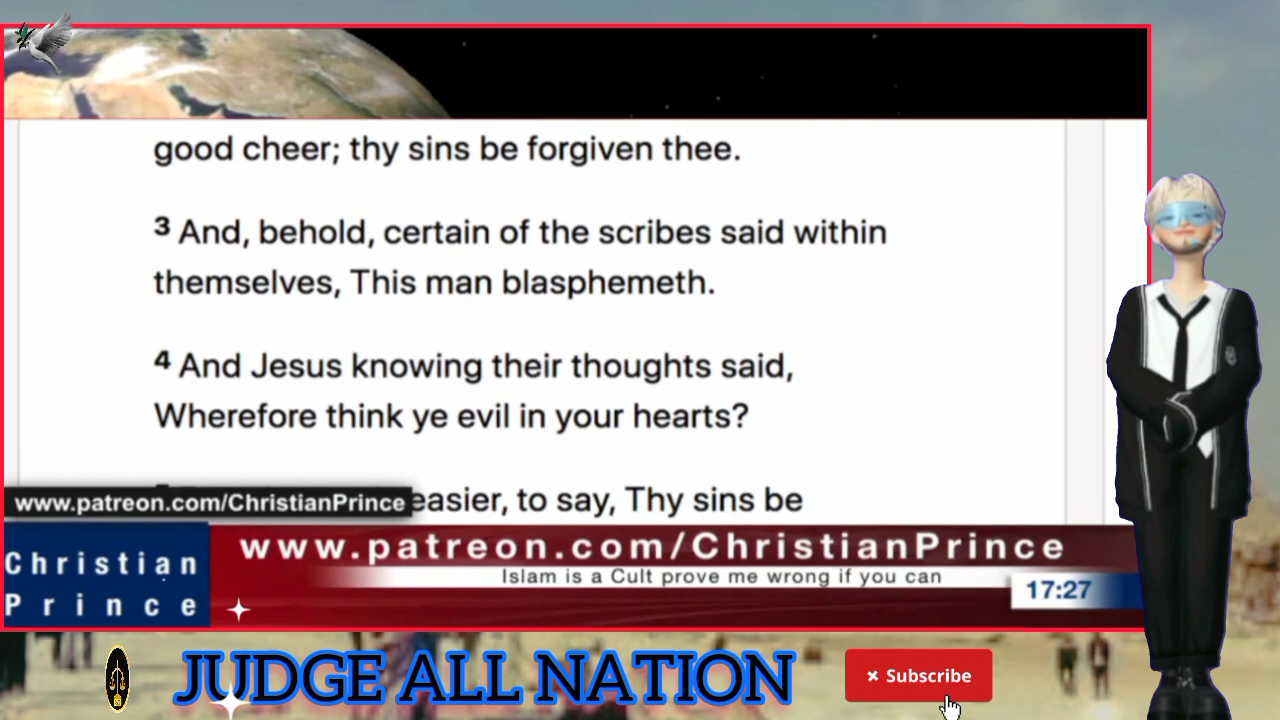 good cheer; thy sins be forgiven thee.
3 And, behold, certain of the scribes said within
themselves, This man blasphemeth.
4 And Jesus knowing their thoughts said,
Wherefore think ye evil in your hearts?
easier, to say, Thy sins be
www.patreon.com/ChristianPrince
www.patreon.com/ChristianPrince
Christian
Prince
Islam is a Cult prove me wrong if you can
17:27
JUDGE ALL NATION
× Subscribe